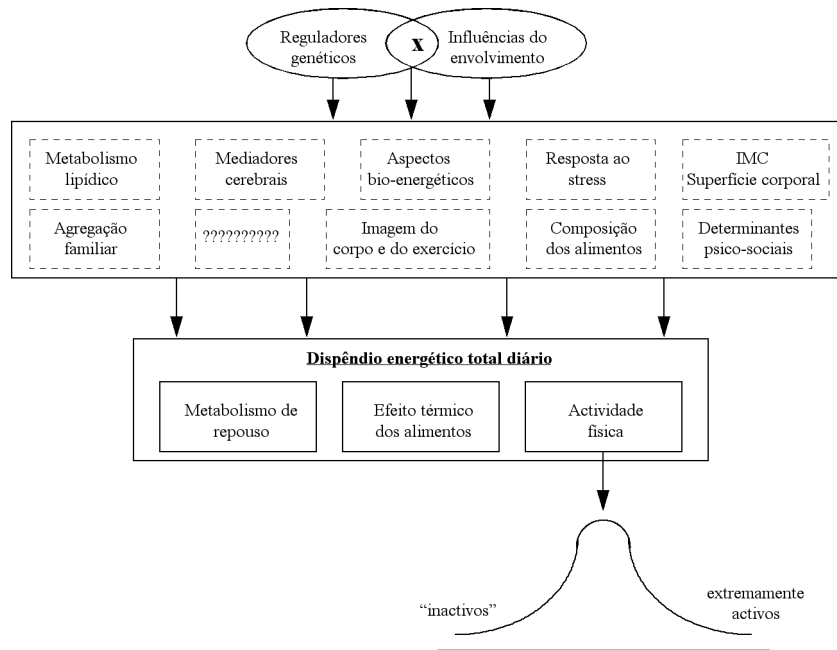 Reguladores
genéticos
x
Influências do
envolvimento
Metabolismo
lipídico
Mediadores
cerebrais
Aspectos
bio-energéticos
Resposta ao
stress
IMC
Superfície corporal
Agregação
familiar
??????????
Imagem do
corpo e do exercício
Composição
dos alimentos
Determinantes
psico-sociais
Dispêndio energético total diário
Metabolismo de
repouso
Efeito térmico
dos alimentos
Actividade
física
“inactivos”
extremamente
activos